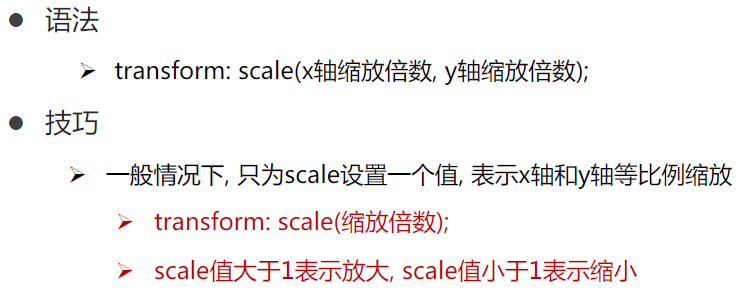 语法
transform: scale(x轴缩放倍数, y轴缩放倍数);
技巧
一般情况下, 只为scale设置一个值, 表示x轴和y轴等比例缩放
transform: scale(缩放倍数);
scale值大于1表示放大, scale值小于1表示缩小